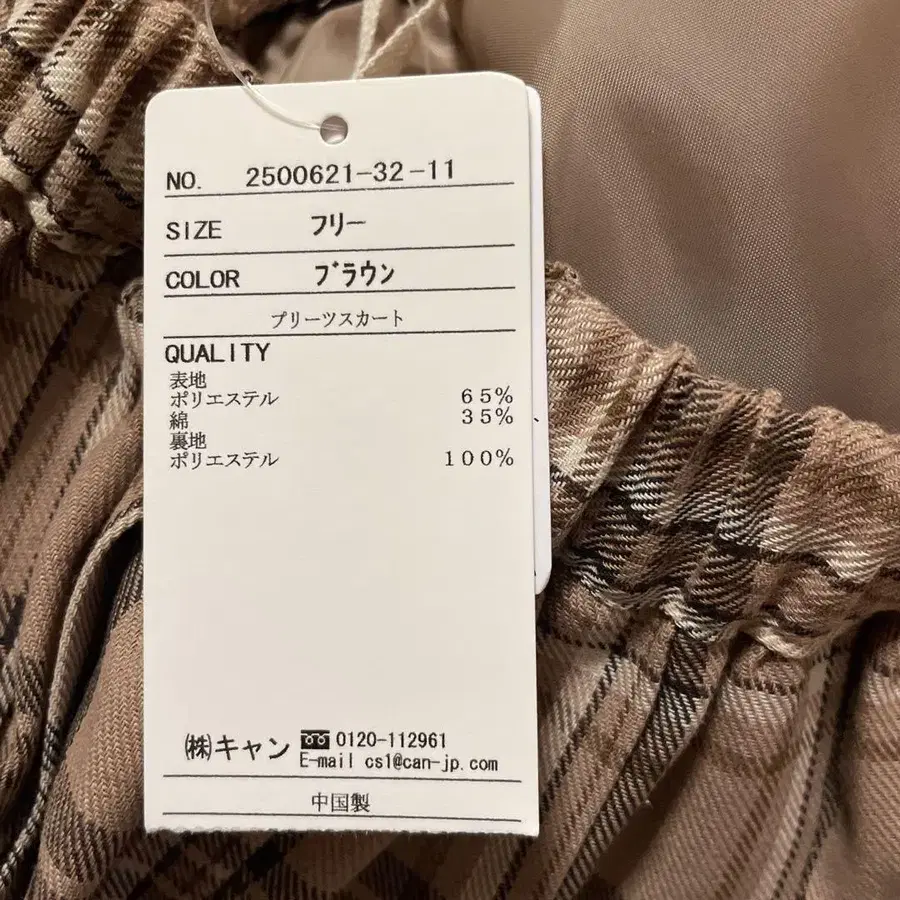 NO. 2500621-32-11
SIZE フリー
COLOR ブラウン
プリーツスカート
QUALITY
表地
ポリエステル 65%
綿 35%
裏地
ポリエステル 100%
㈱キャン 0120-112961
E-mail cs1@can-jp.com
中国製